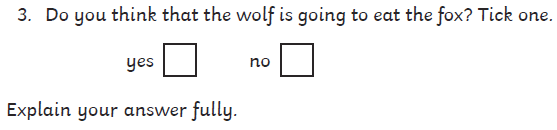 3. Do you think that the wolf is going to eat the fox? Tick one.
yes no
Explain your answer fully.